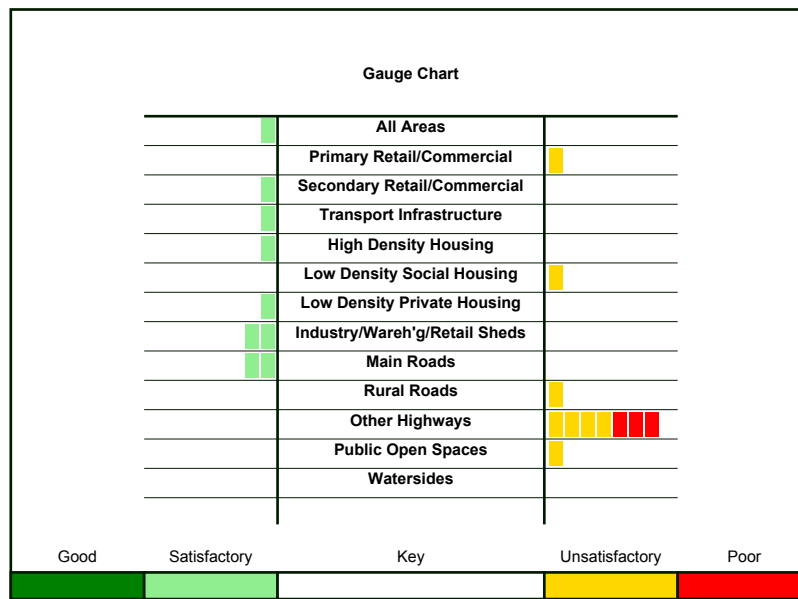 Gauge Chart
All Areas
Primary Retail/Commercial
Secondary Retail/Commercial
Transport Infrastructure
High Density Housing
Low Density Social Housing
Low Density Private Housing
Industry/Wareh'g/Retail Sheds
Main Roads
Rural Roads
Other Highways
Public Open Spaces
Watersides
Good Satisfactory Key Unsatisfactory Poor